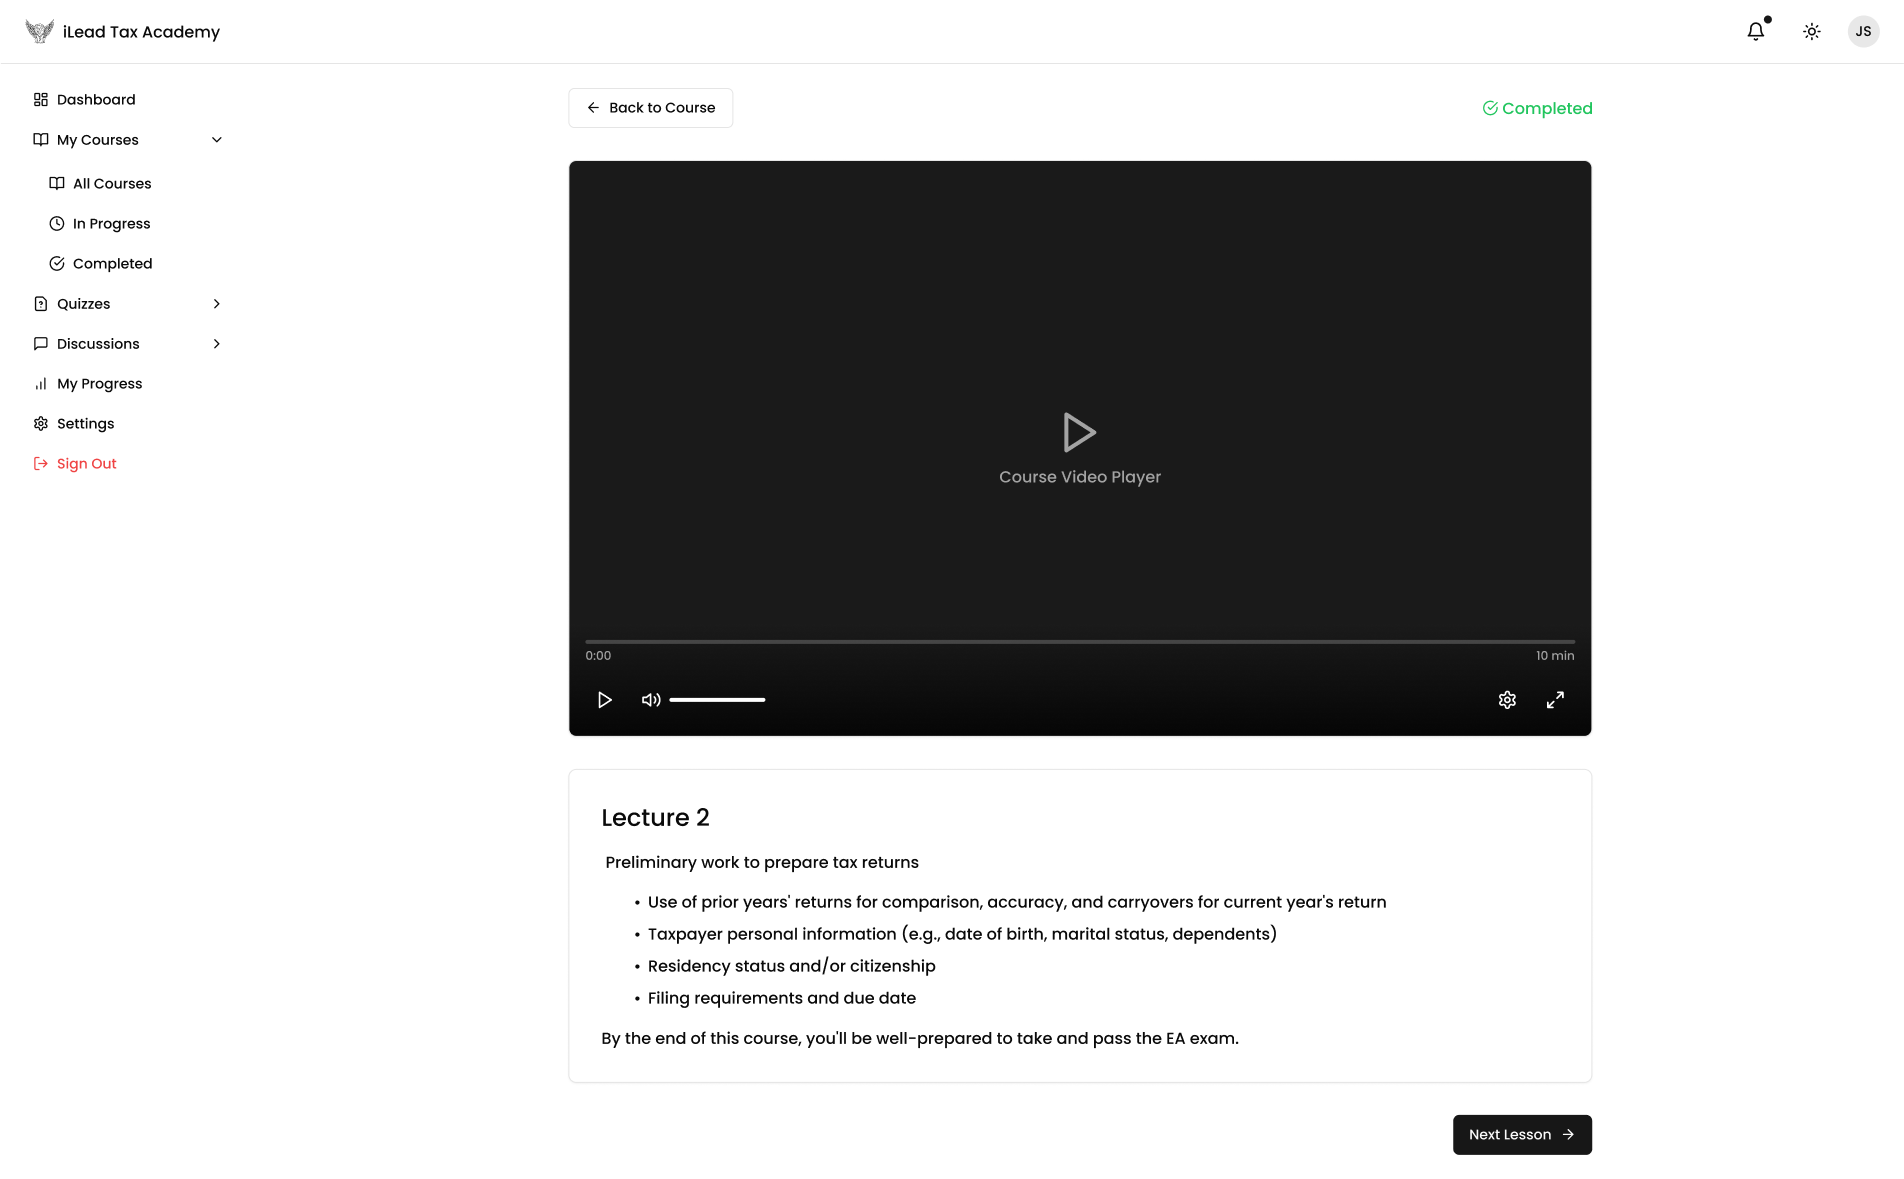 iLead Tax Academy
JS
Dashboard
My Courses
All Courses
In Progress
Completed
Quizzes
Discussions
My Progress
Settings
Sign Out
Back to Course
Completed
Course Video Player
0:00
10 min
Lecture 2
Preliminary work to prepare tax returns
• Use of prior years' returns for comparison, accuracy, and carryovers for current year's return
• Taxpayer personal information (e.g., date of birth, marital status, dependents)
• Residency status and/or citizenship
• Filing requirements and due date
By the end of this course, you'll be well-prepared to take and pass the EA exam.
Next Lesson